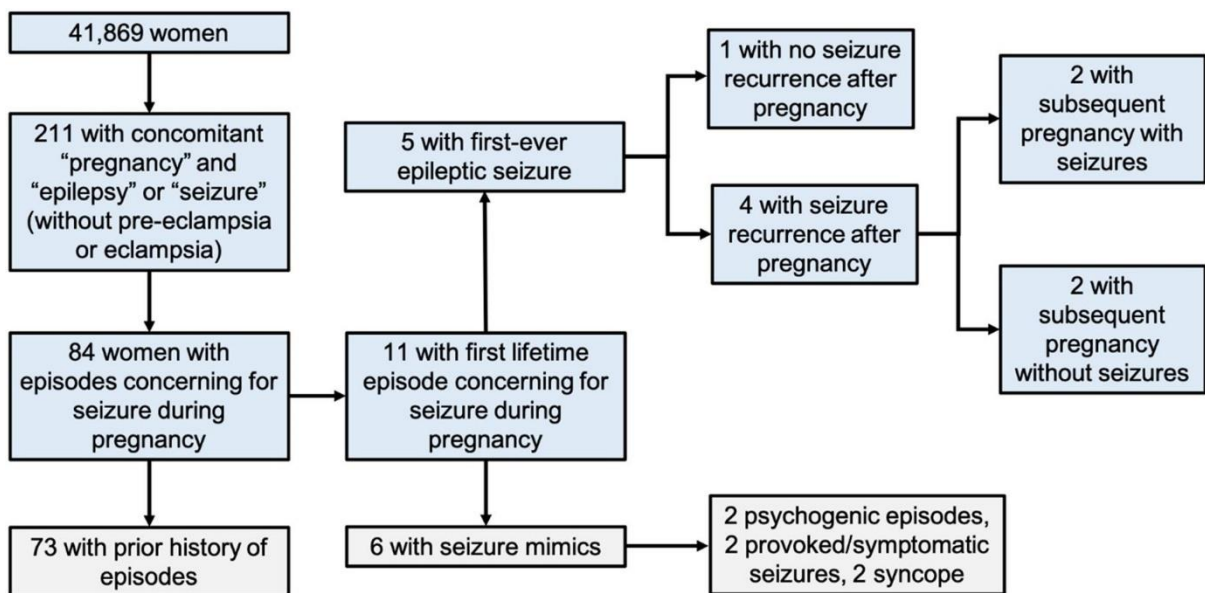 41,869 women
211 with concomitant
“pregnancy” and
“epilepsy” or “seizure”
(without pre-eclampsia
or eclampsia)
84 women with
episodes concerning for
seizure during
pregnancy
73 with prior history of
episodes
11 with first lifetime
episode concerning for
seizure during
pregnancy
5 with first-ever
epileptic seizure
6 with seizure mimics
1 with no seizure
recurrence after
pregnancy
4 with seizure
recurrence after
pregnancy
2 with
subsequent
pregnancy with
seizures
2 with
subsequent
pregnancy
without seizures
2 psychogenic episodes,
2 provoked/symptomatic
seizures, 2 syncope